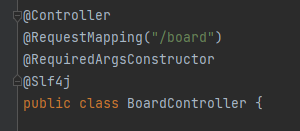 @Controller
@RequestMapping("/board")
@RequiredArgsConstructor
@Slf4j
public class BoardController {